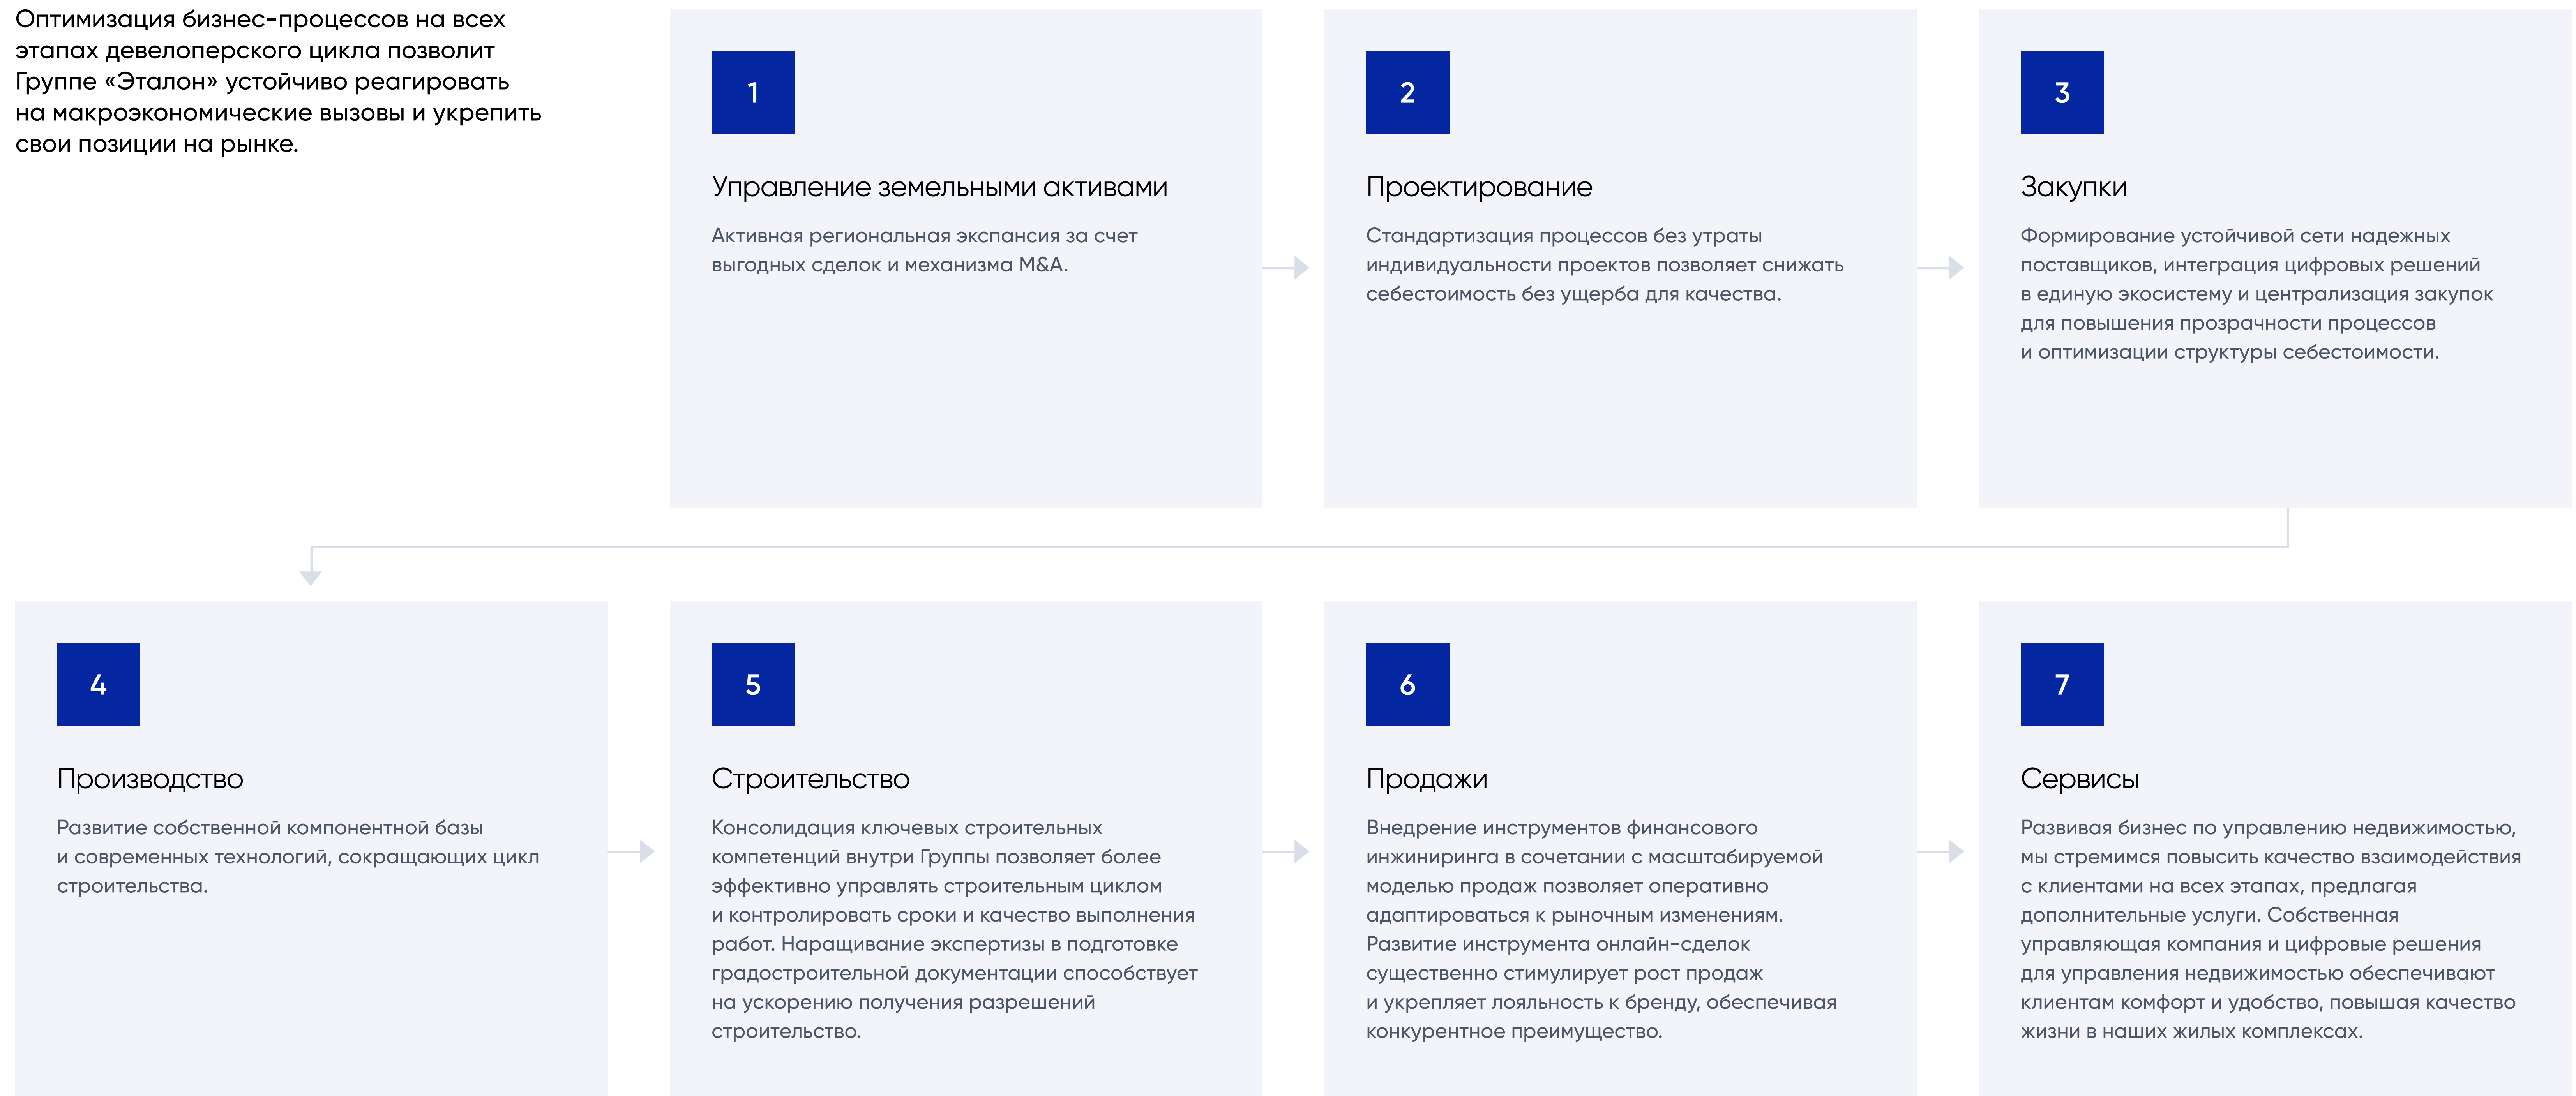 Оптимизация бизнес-процессов на всех
этапах девелоперского цикла позволит
Группе «Эталон» устойчиво реагировать
на макроэкономические вызовы и укрепить
свои позиции на рынке.
1
Управление земельными активами
Активная региональная экспансия за счет
выгодных сделок и механизма M&A.
2
Проектирование
Стандартизация процессов без утраты
индивидуальности проектов позволяет снижать
себестоимость без ущерба для качества.
3
Закупки
Формирование устойчивой сети надежных
поставщиков, интеграция цифровых решений
в единую экосистему и централизация закупок
для повышения прозрачности процессов
и оптимизации структуры себестоимости.
4
Производство
Развитие собственной компонентной базы
и современных технологий, сокращающих цикл
строительства.
5
Строительство
Консолидация ключевых строительных
компетенций внутри Группы позволяет более
эффективно управлять строительным циклом
и контролировать сроки и качество выполнения
работ. Наращивание экспертизы в подготовке
градостроительной документации способствует
на ускорению получения разрешений
строительство.
6
Продажи
Внедрение инструментов финансового
инжиниринга в сочетании с масштабируемой
моделью продаж позволяет оперативно
адаптироваться к рыночным изменениям.
Развитие инструмента онлайн-сделок
существенно стимулирует рост продаж
и укрепляет лояльность к бренду, обеспечивая
конкурентное преимущество.
7
Сервисы
Развивая бизнес по управлению недвижимостью,
мы стремимся повысить качество взаимодействия
с клиентами на всех этапах, предлагая
дополнительные услуги. Собственная
управляющая компания и цифровые решения
для управления недвижимостью обеспечивают
клиентам комфорт и удобство, повышая качество
жизни в наших жилых комплексах.